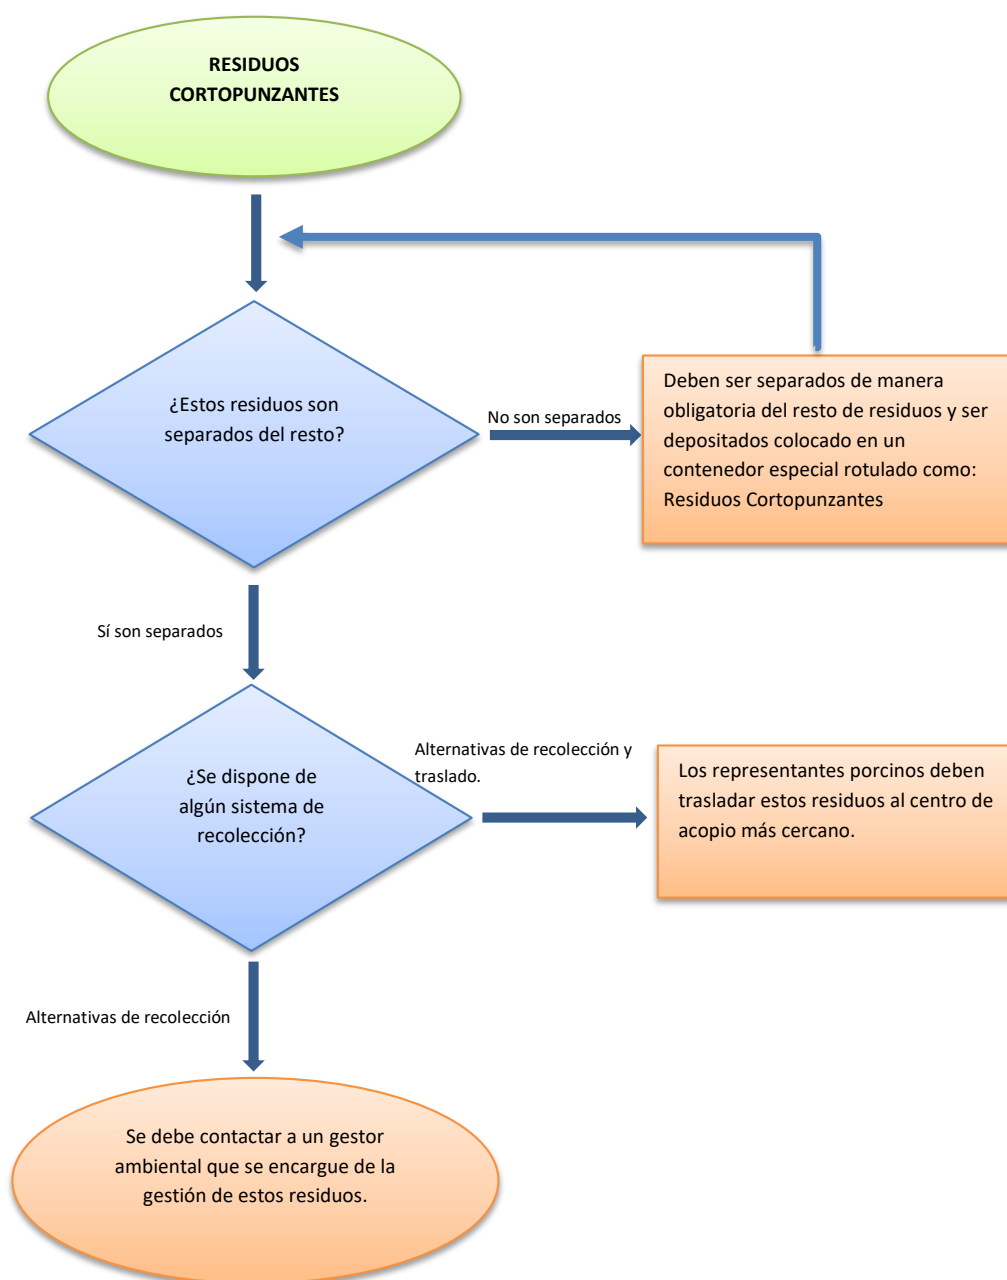 RESIDUOS
CORTOPUNZANTES
¿Estos residuos son
separados del resto?
No son separados
Deben ser separados de manera
obligatoria del resto de residuos y ser
depositados colocado en un
contenedor especial rotulado como:
Residuos Cortopunzantes
Sí son separados
¿Se dispone de
algún sistema de
recolección?
Alternativas de recolección y
traslado.
Los representantes porcinos deben
trasladar estos residuos al centro de
acopio más cercano.
Alternativas de recolección
Se debe contactar a un gestor
ambiental que se encargue de la
gestión de estos residuos.